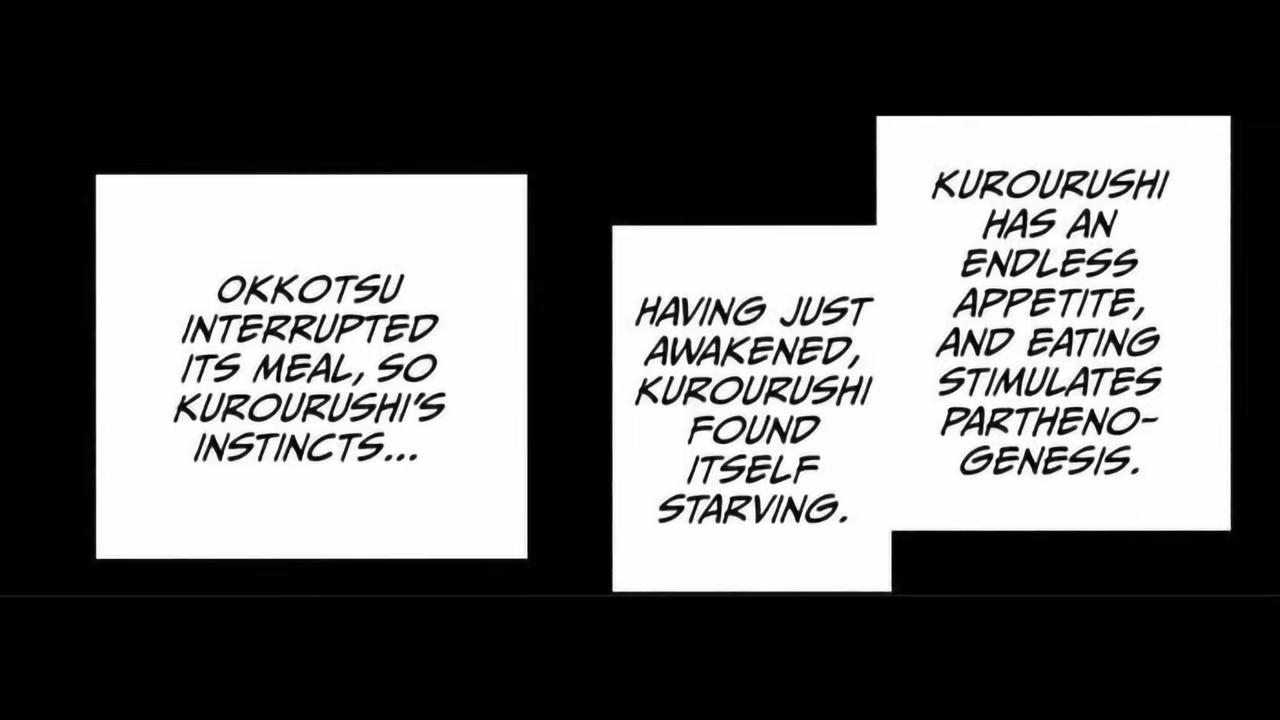 KUROURUSHI
HAS AN
ENDLESS
APPETITE,
AND EATING
STIMULATES
PARTHENO-
GENESIS.
HAVING JUST
AWAKENED,
KUROURUSHI
FOUND
ITSELF
STARVING.
OKKOTSU
INTERRUPTED
ITS MEAL, SO
KUROURUSHI'S
INSTINCTS...